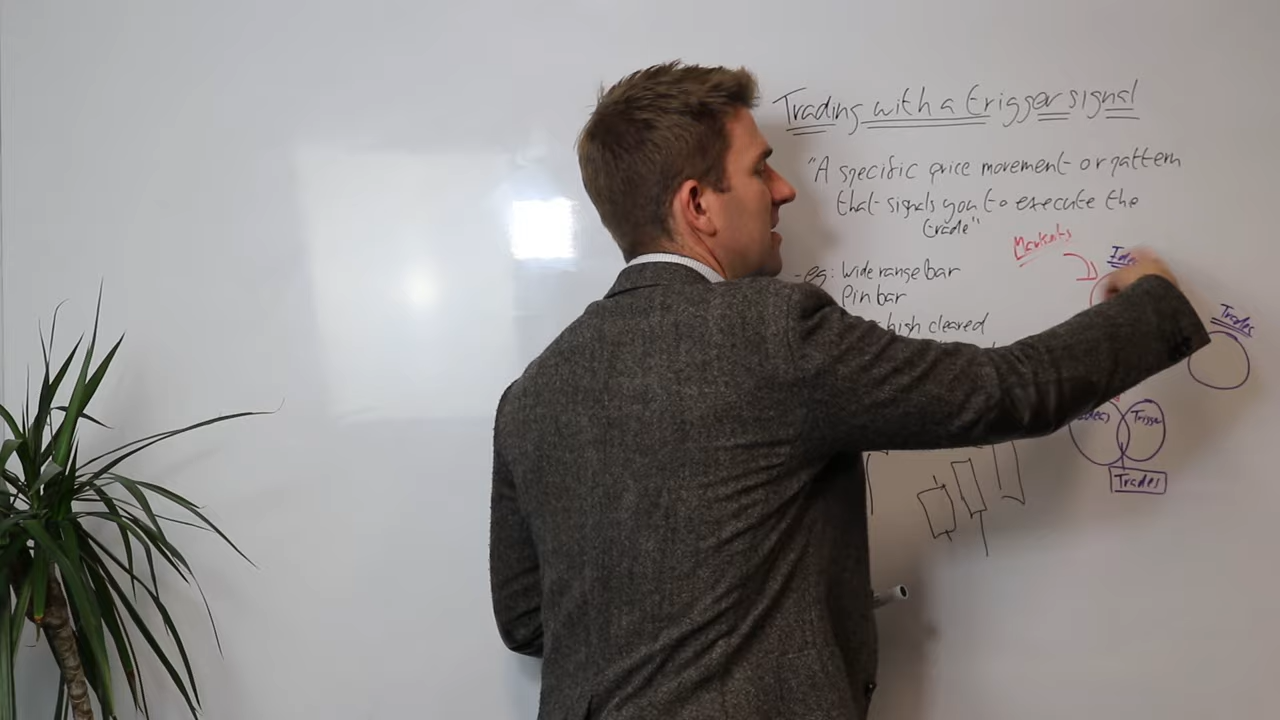 Trading with a trigger signal
"A specific price movement or pattern
that signals you to execute the
trade"
Markets
- eg: Wide range bar
Pin bar
high cleared
Trades
Trigger
Trades